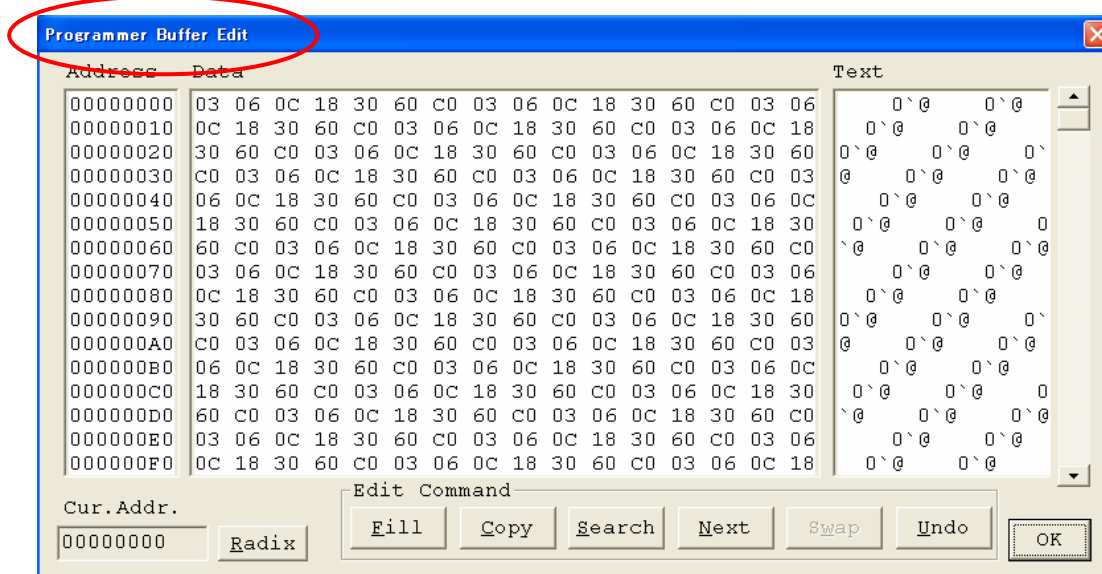 Programmer Buffer Edit
Address Data Text
00000000 03 06 0C 18 30 60 C0 03 06 0C 18 30 60 C0 03 06 0`@ 0`@
00000010 0C 18 30 60 C0 03 06 0C 18 30 60 C0 03 06 0C 18 0`@ 0`@
00000020 30 60 C0 03 06 0C 18 30 60 C0 03 06 0C 18 30 60 0`@ 0`@ 0`
00000030 C0 03 06 0C 18 30 60 C0 03 06 0C 18 30 60 C0 03 @ 0`@ 0`@
00000040 06 0C 18 30 60 C0 03 06 0C 18 30 60 C0 03 06 0C 0`@ 0`@
00000050 18 30 60 C0 03 06 0C 18 30 60 C0 03 06 0C 18 30 0`@ 0`@ 0
00000060 60 C0 03 06 0C 18 30 60 C0 03 06 0C 18 30 60 C0 `@ 0`@ 0`@
00000070 03 06 0C 18 30 60 C0 03 06 0C 18 30 60 C0 03 06 0`@ 0`@
00000080 0C 18 30 60 C0 03 06 0C 18 30 60 C0 03 06 0C 18 0`@ 0`@
00000090 30 60 C0 03 06 0C 18 30 60 C0 03 06 0C 18 30 60 0`@ 0`@ 0`
000000A0 C0 03 06 0C 18 30 60 C0 03 06 0C 18 30 60 C0 03 @ 0`@ 0`@
000000B0 06 0C 18 30 60 C0 03 06 0C 18 30 60 C0 03 06 0C 0`@ 0`@
000000C0 18 30 60 C0 03 06 0C 18 30 60 C0 03 06 0C 18 30 0`@ 0`@ 0
000000D0 60 C0 03 06 0C 18 30 60 C0 03 06 0C 18 30 60 C0 `@ 0`@ 0`@
000000E0 03 06 0C 18 30 60 C0 03 06 0C 18 30 60 C0 03 06 0`@ 0`@
000000F0 0C 18 30 60 C0 03 06 0C 18 30 60 C0 03 06 0C 18 0`@ 0`@
Edit Command
Cur.Addr.
00000000 Radix Fill Copy Search Next Swap Undo OK